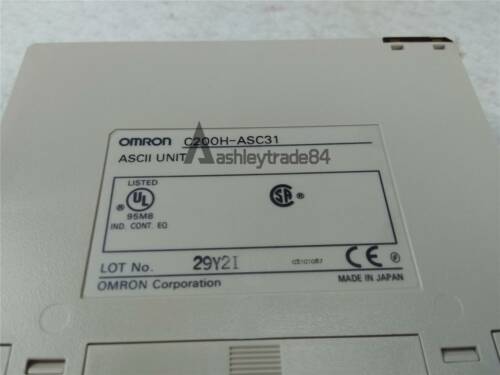 OMRON C200H-ASC31
ASCII UNIT
ashleytrade84
LISTED
UL
95M8
IND. CONT. EQ
SA
LOT No. 29Y2I
CE
OMRON Corporation
MADE IN JAPAN